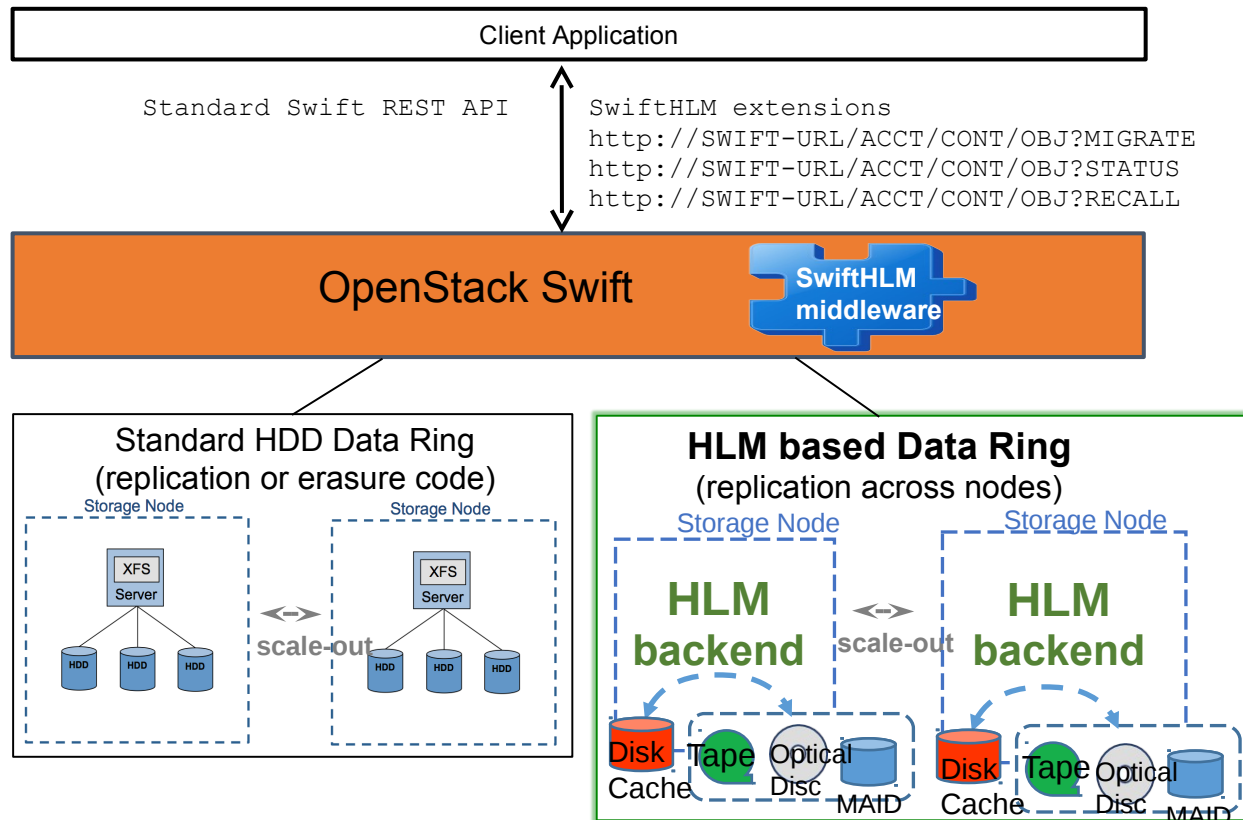 Client Application
Standard Swift REST API
SwiftHLM extensions
http://SWIFT-URL/ACCT/CONT/OBJ?MIGRATE
http://SWIFT-URL/ACCT/CONT/OBJ?STATUS
http://SWIFT-URL/ACCT/CONT/OBJ?RECALL
OpenStack Swift
SwiftHLM
middleware
Standard HDD Data Ring
(replication or erasure code)
Storage Node
XFS
Server
HDD
HDD
HDD
scale-out
Storage Node
XFS
Server
HDD
HDD
HDD
HLM based Data Ring
(replication across nodes)
Storage Node
HLM
backend
Disk
Cache
Tape
Optical
Disc
MAID
scale-out
Storage Node
HLM
backend
Disk
Cache
Tape
Optical
Disc
MAID